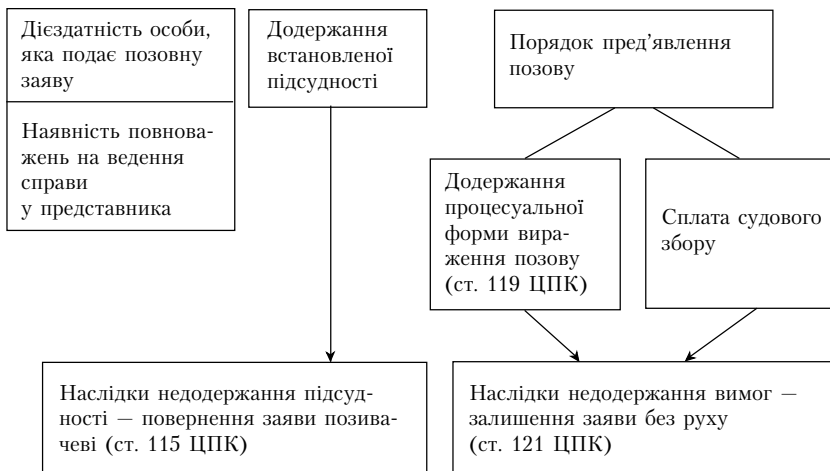 Дієздатність особи,
яка подає позовну
заяву
Наявність повнова-
жень на ведення
справи
у представника
Додержання
встановленої
підсудності
Порядок пред’явлення
позову
Додержання
процесуальної
форми вира-
ження позову
(ст. 119 ЦПК)
Сплата судового
збору
Наслідки недодержання підсуд-
ності — повернення заяви позива-
чеві (ст. 115 ЦПК)
Наслідки недодержання вимог —
залишення заяви без руху
(ст. 121 ЦПК)